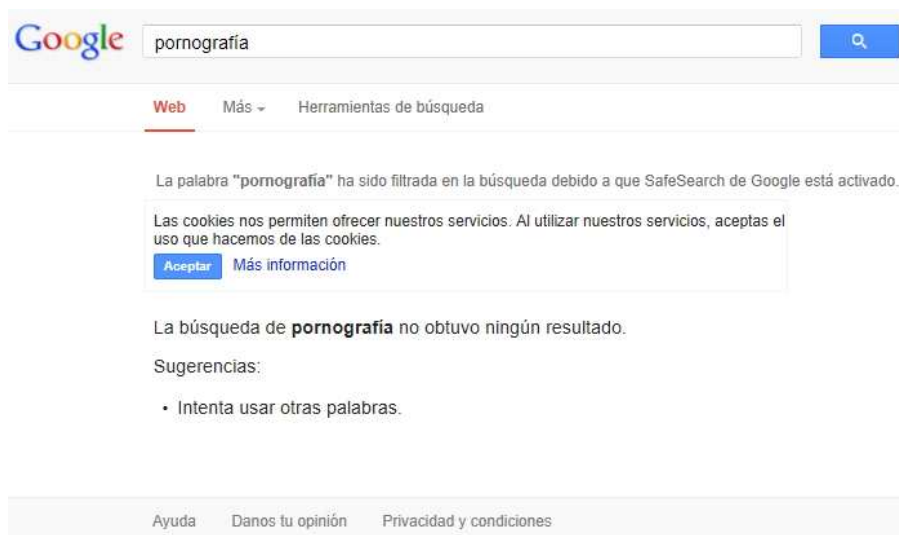 Google pornografía
Web Más Herramientas de búsqueda
La palabra "pornografía" ha sido filtrada en la búsqueda debido a que SafeSearch de Google está activado.
Las cookies nos permiten ofrecer nuestros servicios. Al utilizar nuestros servicios, aceptas el
uso que hacemos de las cookies.
Aceptar Más información
La búsqueda de pornografía no obtuvo ningún resultado.
Sugerencias:
• Intenta usar otras palabras.
Ayuda Danos tu opinión Privacidad y condiciones